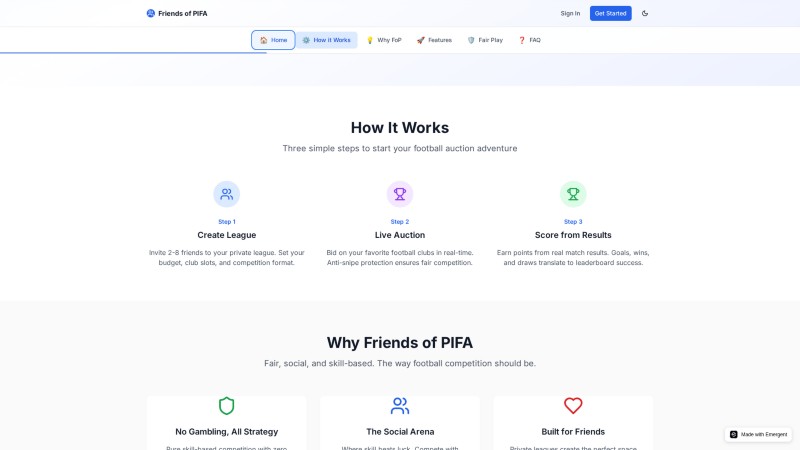 Friends of PIFA
Sign In
Get Started
Home
How it Works
Why FoP
Features
Fair Play
FAQ
How It Works
Three simple steps to start your football auction adventure
Step 1
Create League
Invite 2-8 friends to your private league. Set your
budget, club slots, and competition format.
Step 2
Live Auction
Bid on your favorite football clubs in real-time.
Anti-snipe protection ensures fair competition.
Step 3
Score from Results
Earn points from real match results. Goals, wins,
and draws translate to leaderboard success.
Why Friends of PIFA
Fair, social, and skill-based. The way football competition should be.
No Gambling, All Strategy
Pure skill-based competition with zero
The Social Arena
Where skill beats luck. Compete with
Built for Friends
Private leagues create the perfect space
Made with Emergent